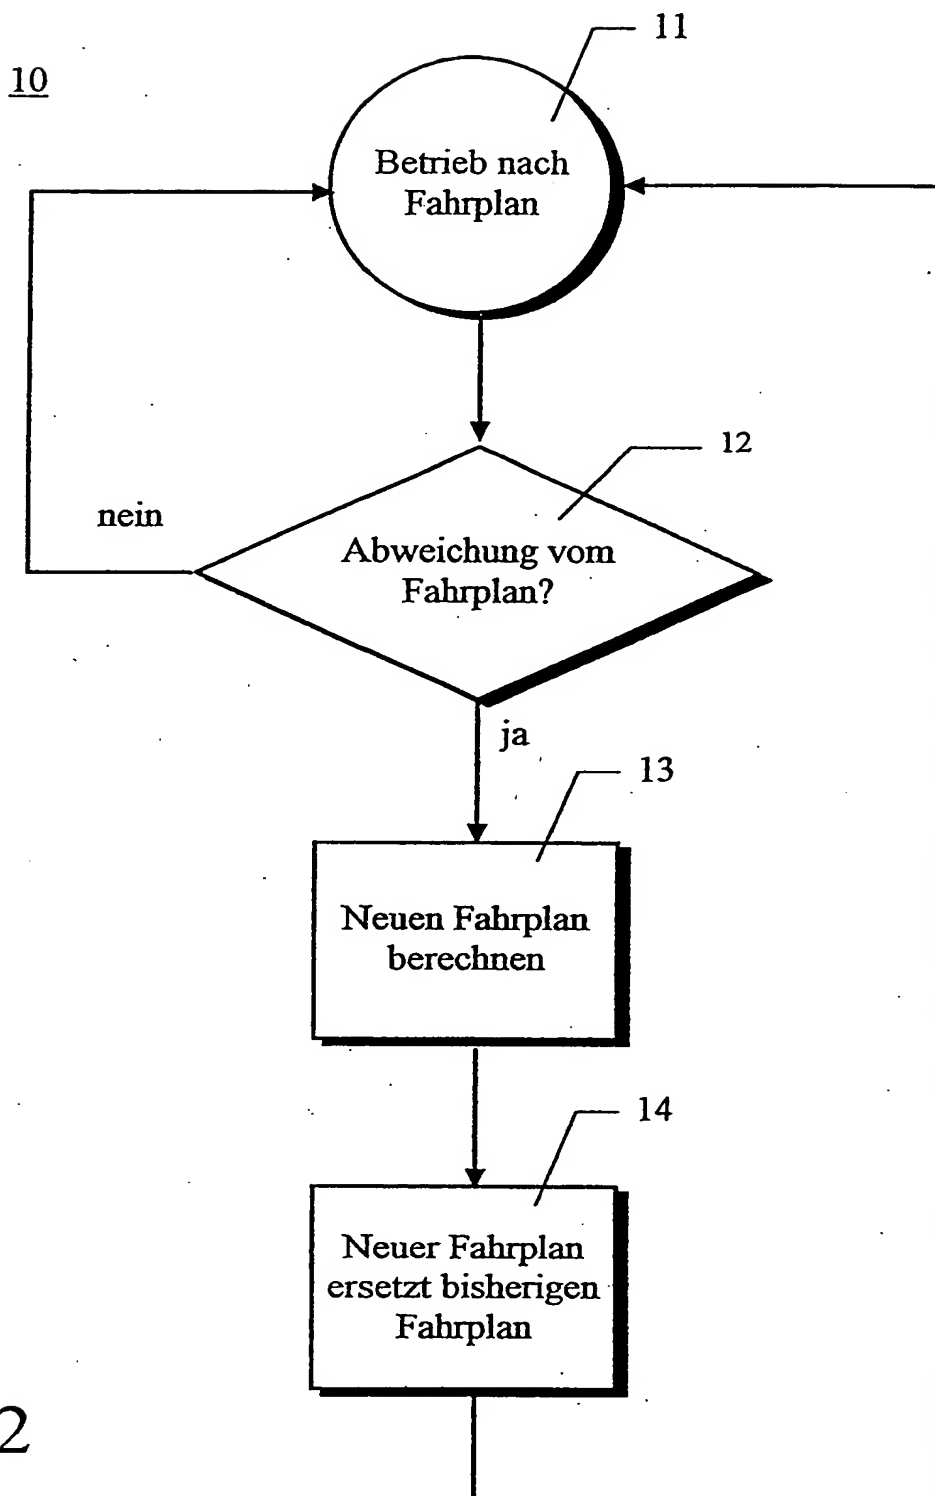 11
10
Betrieb nach
Fahrplan
12
nein
Abweichung vom
Fahrplan?
ja
13
Neuen Fahrplan
berechnen
14
Neuer Fahrplan
ersetzt bisherigen
Fahrplan
2